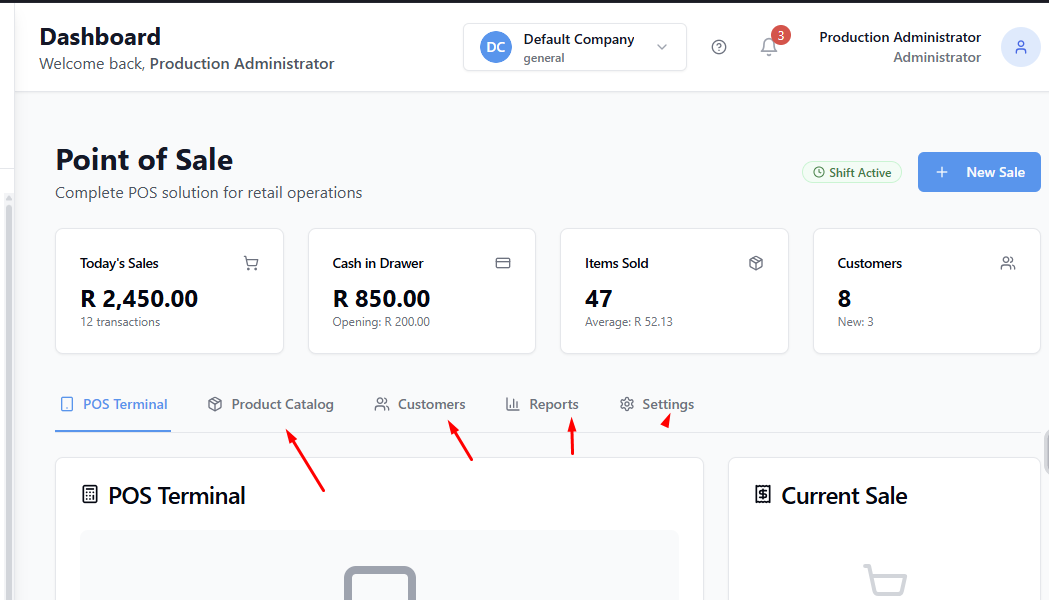 Dashboard
Welcome back, Production Administrator
DC
Default Company
general
3
Production Administrator
Administrator
Point of Sale
Complete POS solution for retail operations
Shift Active
+ New Sale
Today's Sales
R 2,450.00
12 transactions
Cash in Drawer
R 850.00
Opening: R 200.00
Items Sold
47
Average: R 52.13
Customers
8
New: 3
POS Terminal
Product Catalog
Customers
Reports
Settings
POS Terminal
Current Sale